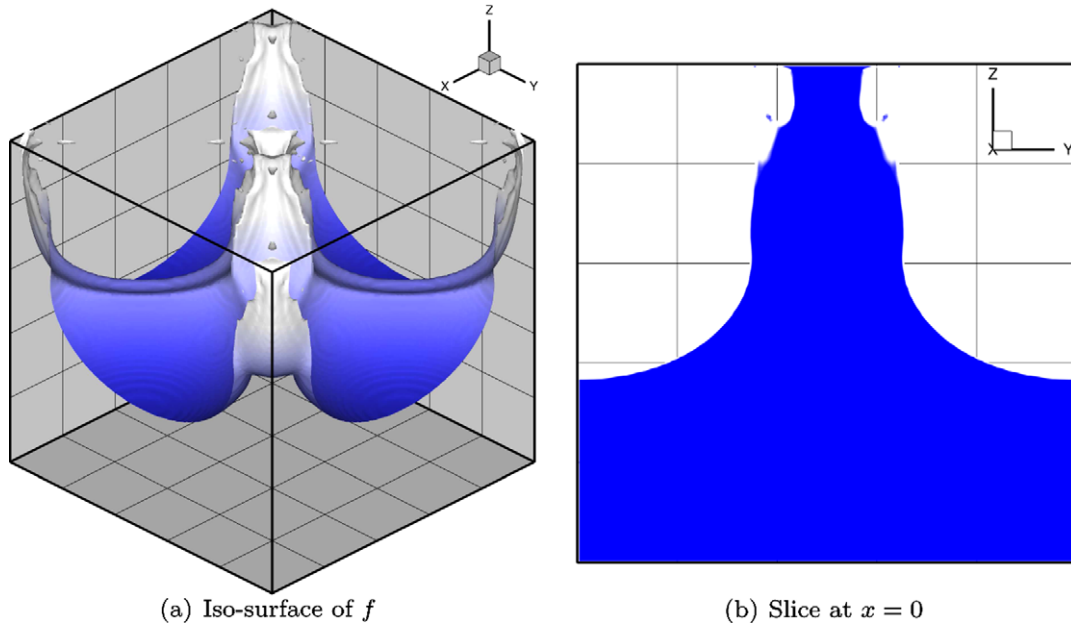 Z
X
Y
Z
X
Y
(a) Iso-surface of f
(b) Slice at x = 0